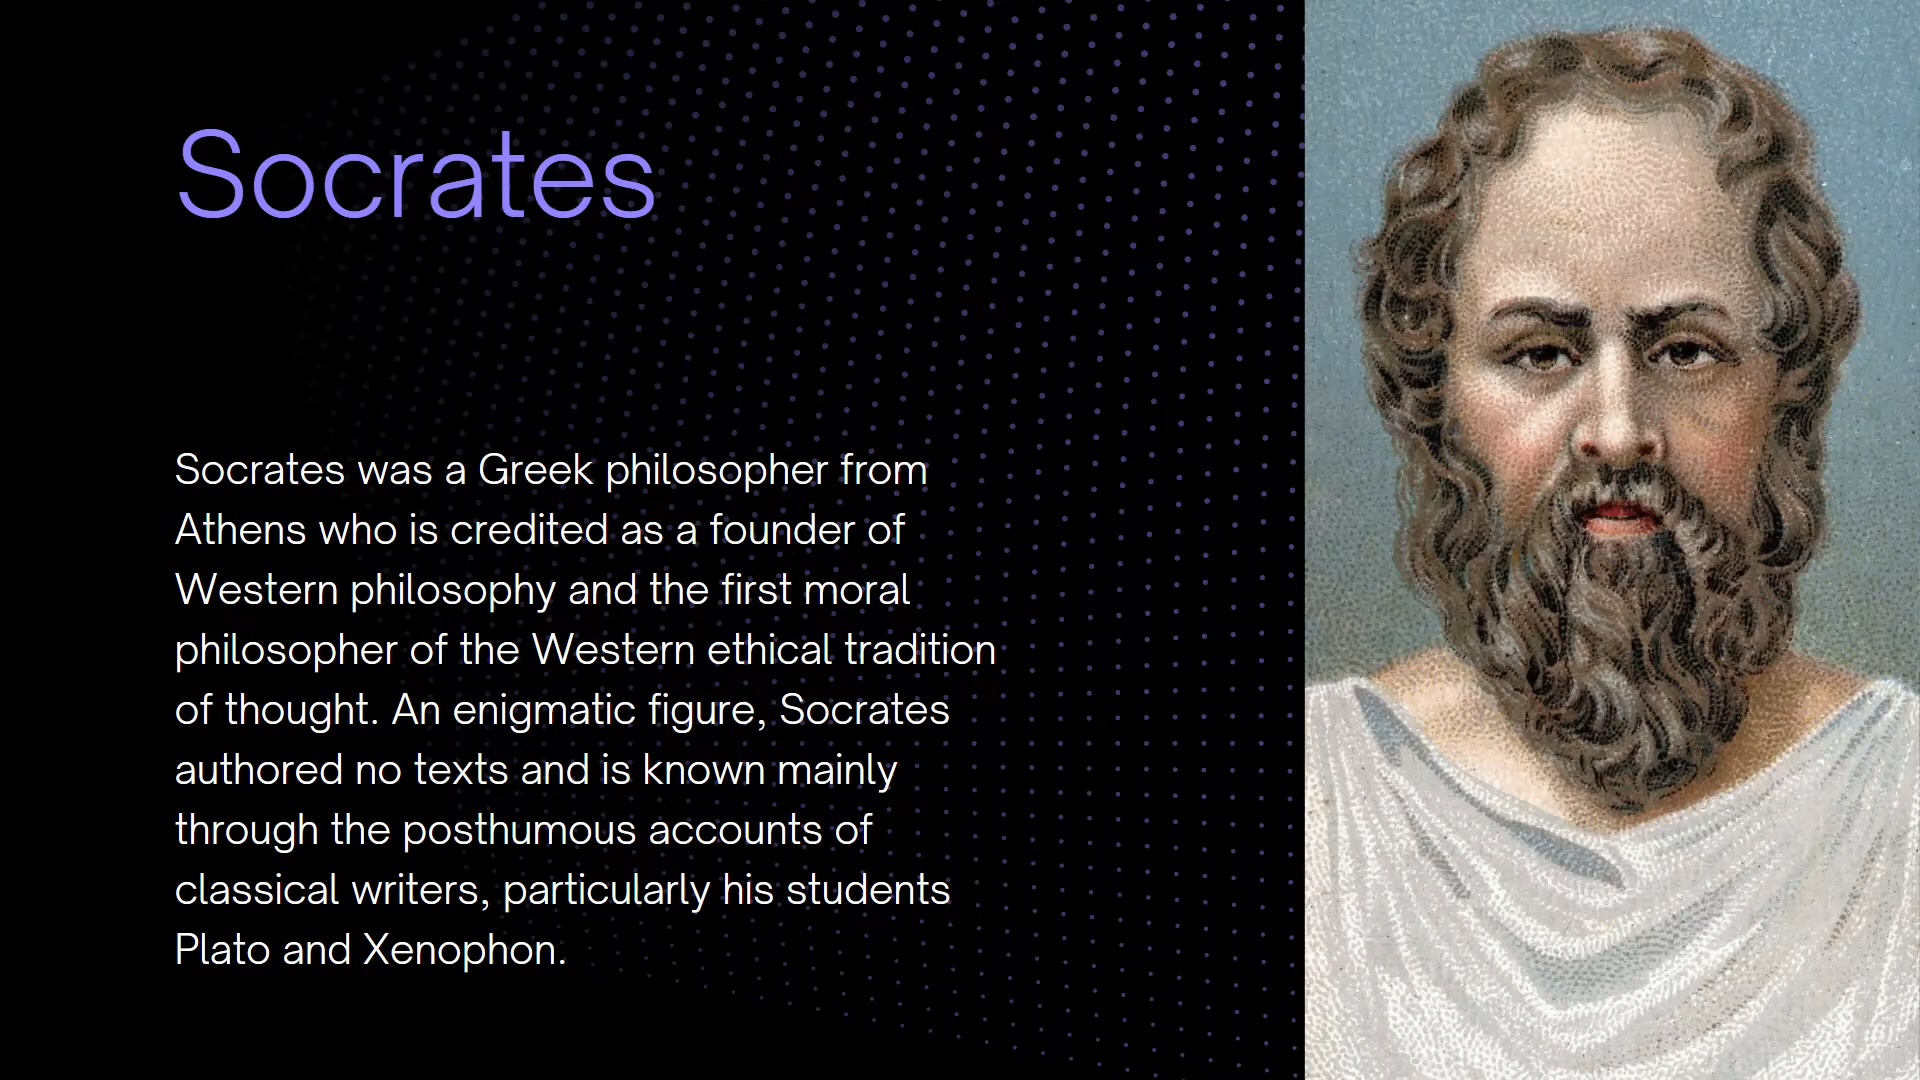 Socrates
Socrates was a Greek philosopher from
Athens who is credited as a founder of
Western philosophy and the first moral
philosopher of the Western ethical tradition
of thought. An enigmatic figure, Socrates
authored no texts and is known mainly
through the posthumous accounts of
classical writers, particularly his students
Plato and Xenophon.